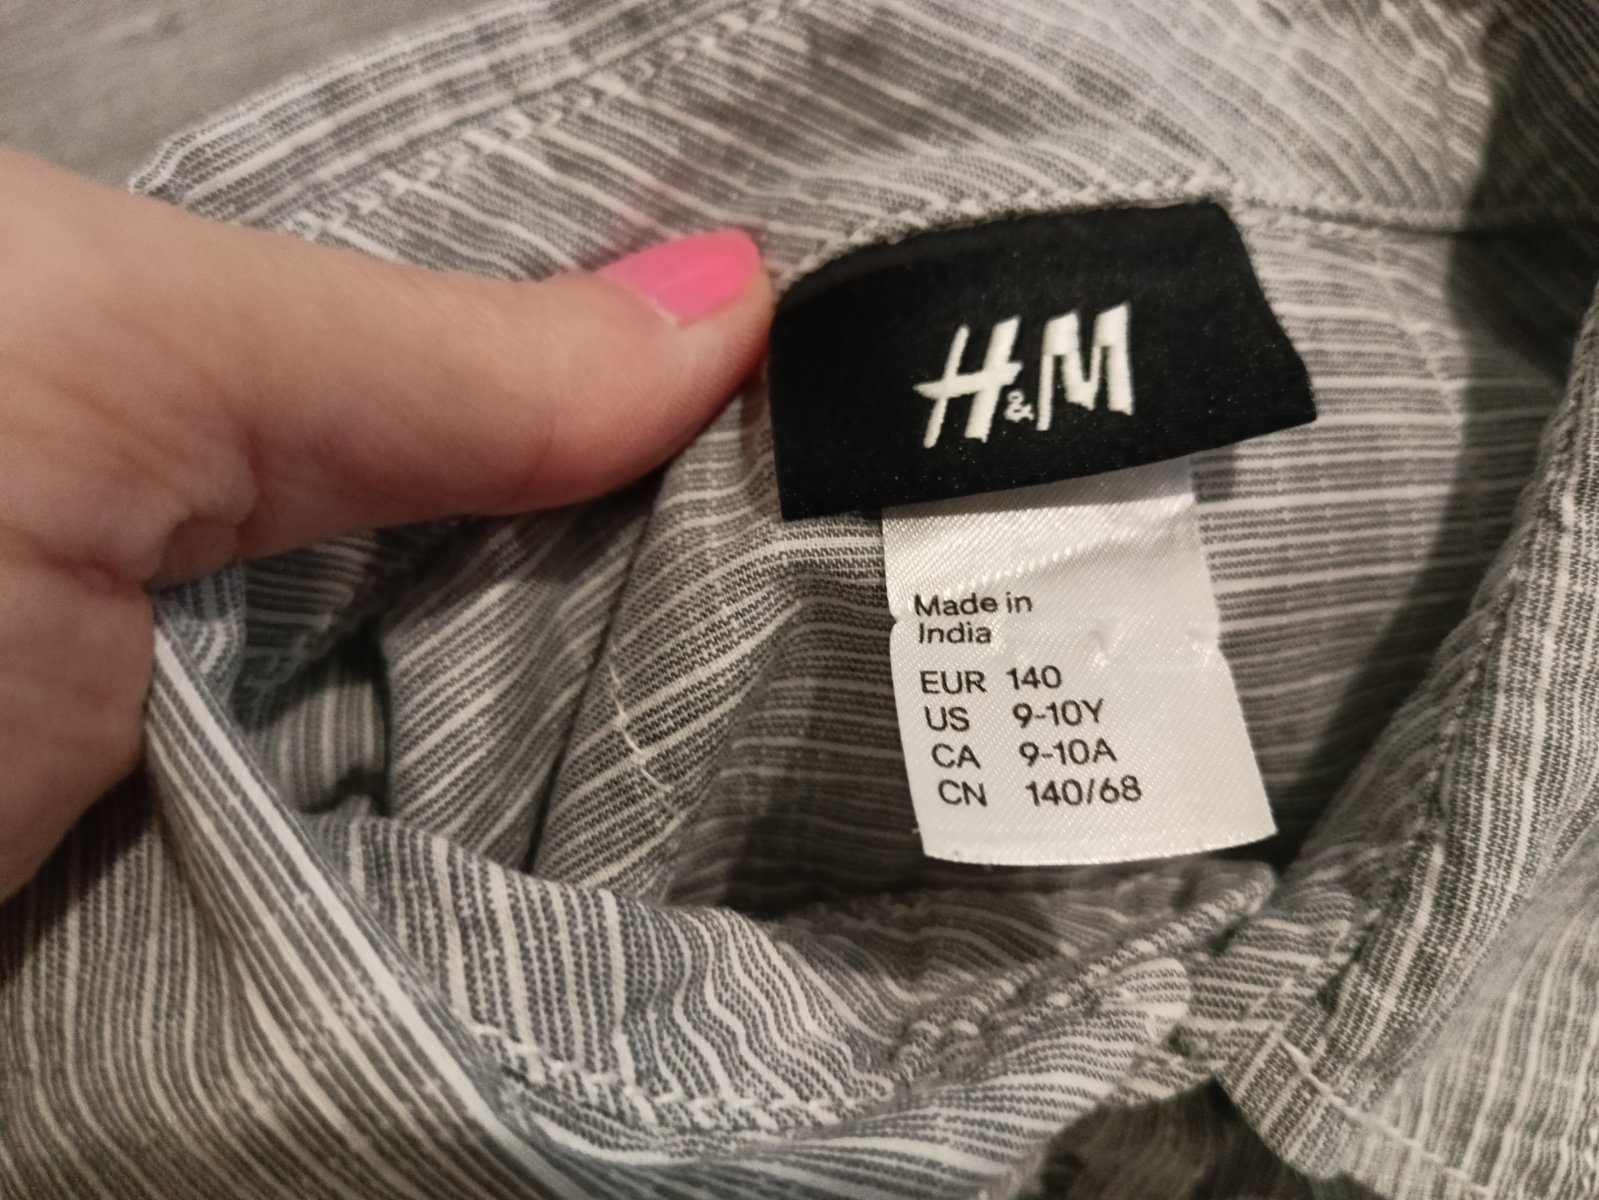 H&M
Made in
India
EUR 140
US 9-10Y
CA 9-10A
CN 140/68